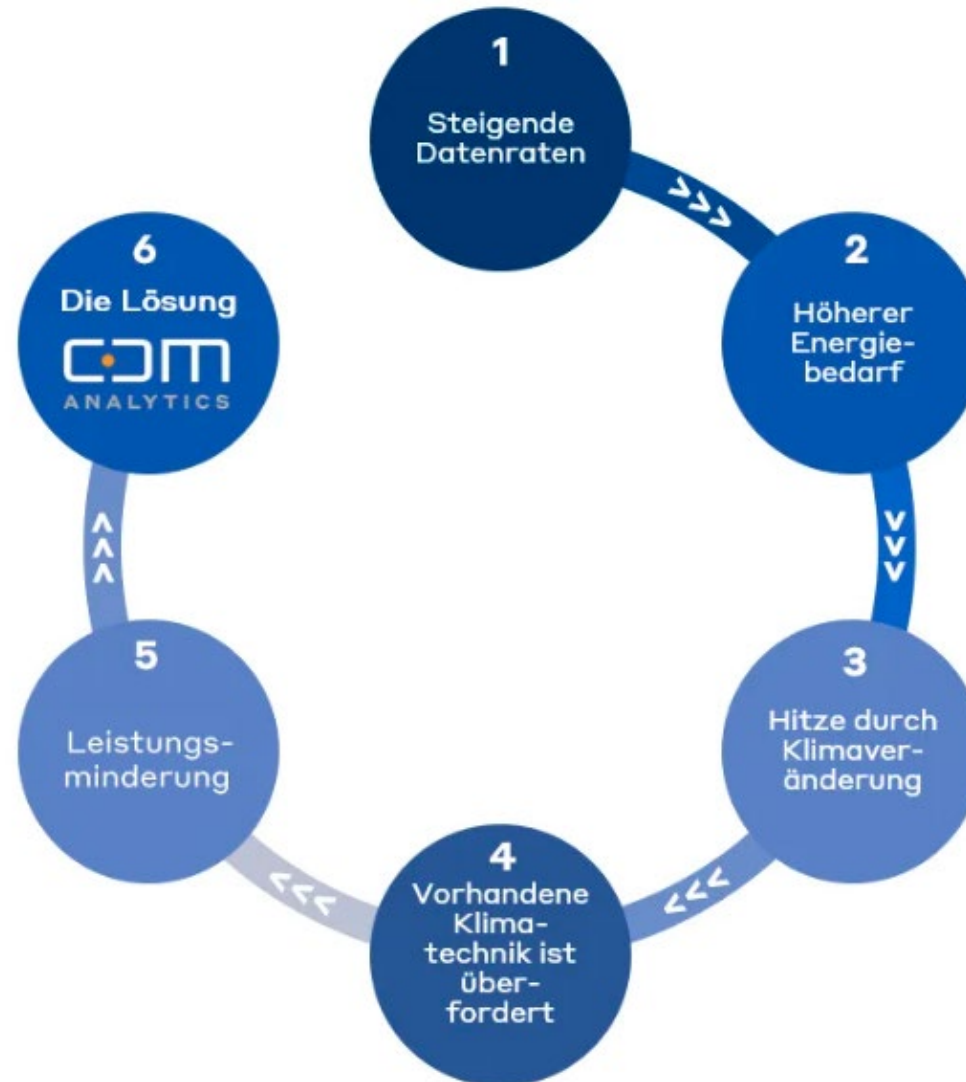 1
Steigende
Datenraten
2
Höherer
Energie-
bedarf
3
Hitze durch
Klimaver-
änderung
4
Vorhandene
Klima-
technik ist
über-
fordert
5
Leistungs-
minderung
6
Die Lösung
COM
ANALYTICS